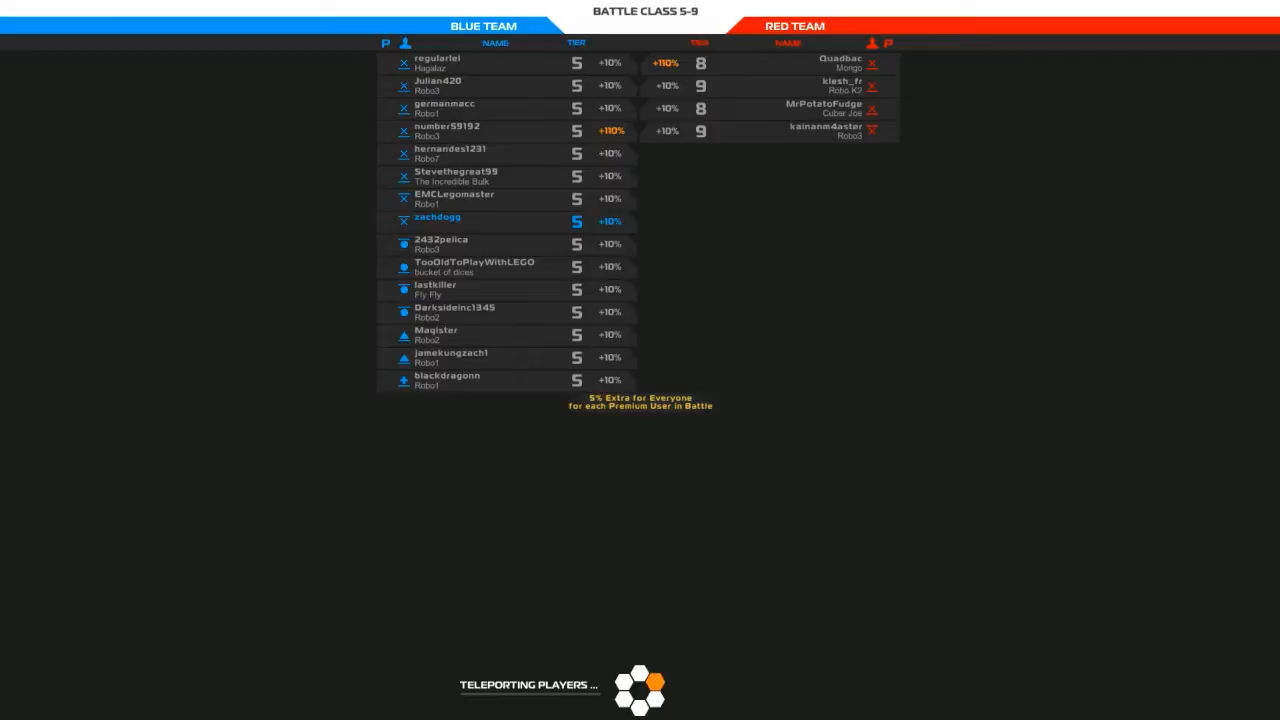 BATTLE CLASS 5-9
BLUE TEAM
RED TEAM
P NAME TIER
TIER NAME P
regularlel 5 +10%
Hagalaz
+110% 8 Quadbac
Mongo
Julian420 5 +10%
Robo3
+10% 9 klesh_fr
Robo K2
germanmacc 5 +10%
Robo1
+10% 8 MrPotatoFudge
Cuber Joe
number59192 5 +110%
Robo3
+10% 9 kainanm4aster
Robo3
hernandes1231 5 +10%
Robo7
Stevethegreat99 5 +10%
The Incredible Bulk
EMCLegomaster 5 +10%
Robo1
zachdogg 5 +10%
2432pelica 5 +10%
Robo3
TooOldToPlayWithLEGO 5 +10%
bucket of dices
lastkiller 5 +10%
Fly Fly
Darksideinc1345 5 +10%
Robo2
Magister 5 +10%
Robo2
jamekungzach1 5 +10%
Robo1
blackdragonn 5 +10%
Robo1
5% Extra for Everyone
for each Premium User in Battle
TELEPORTING PLAYERS ...